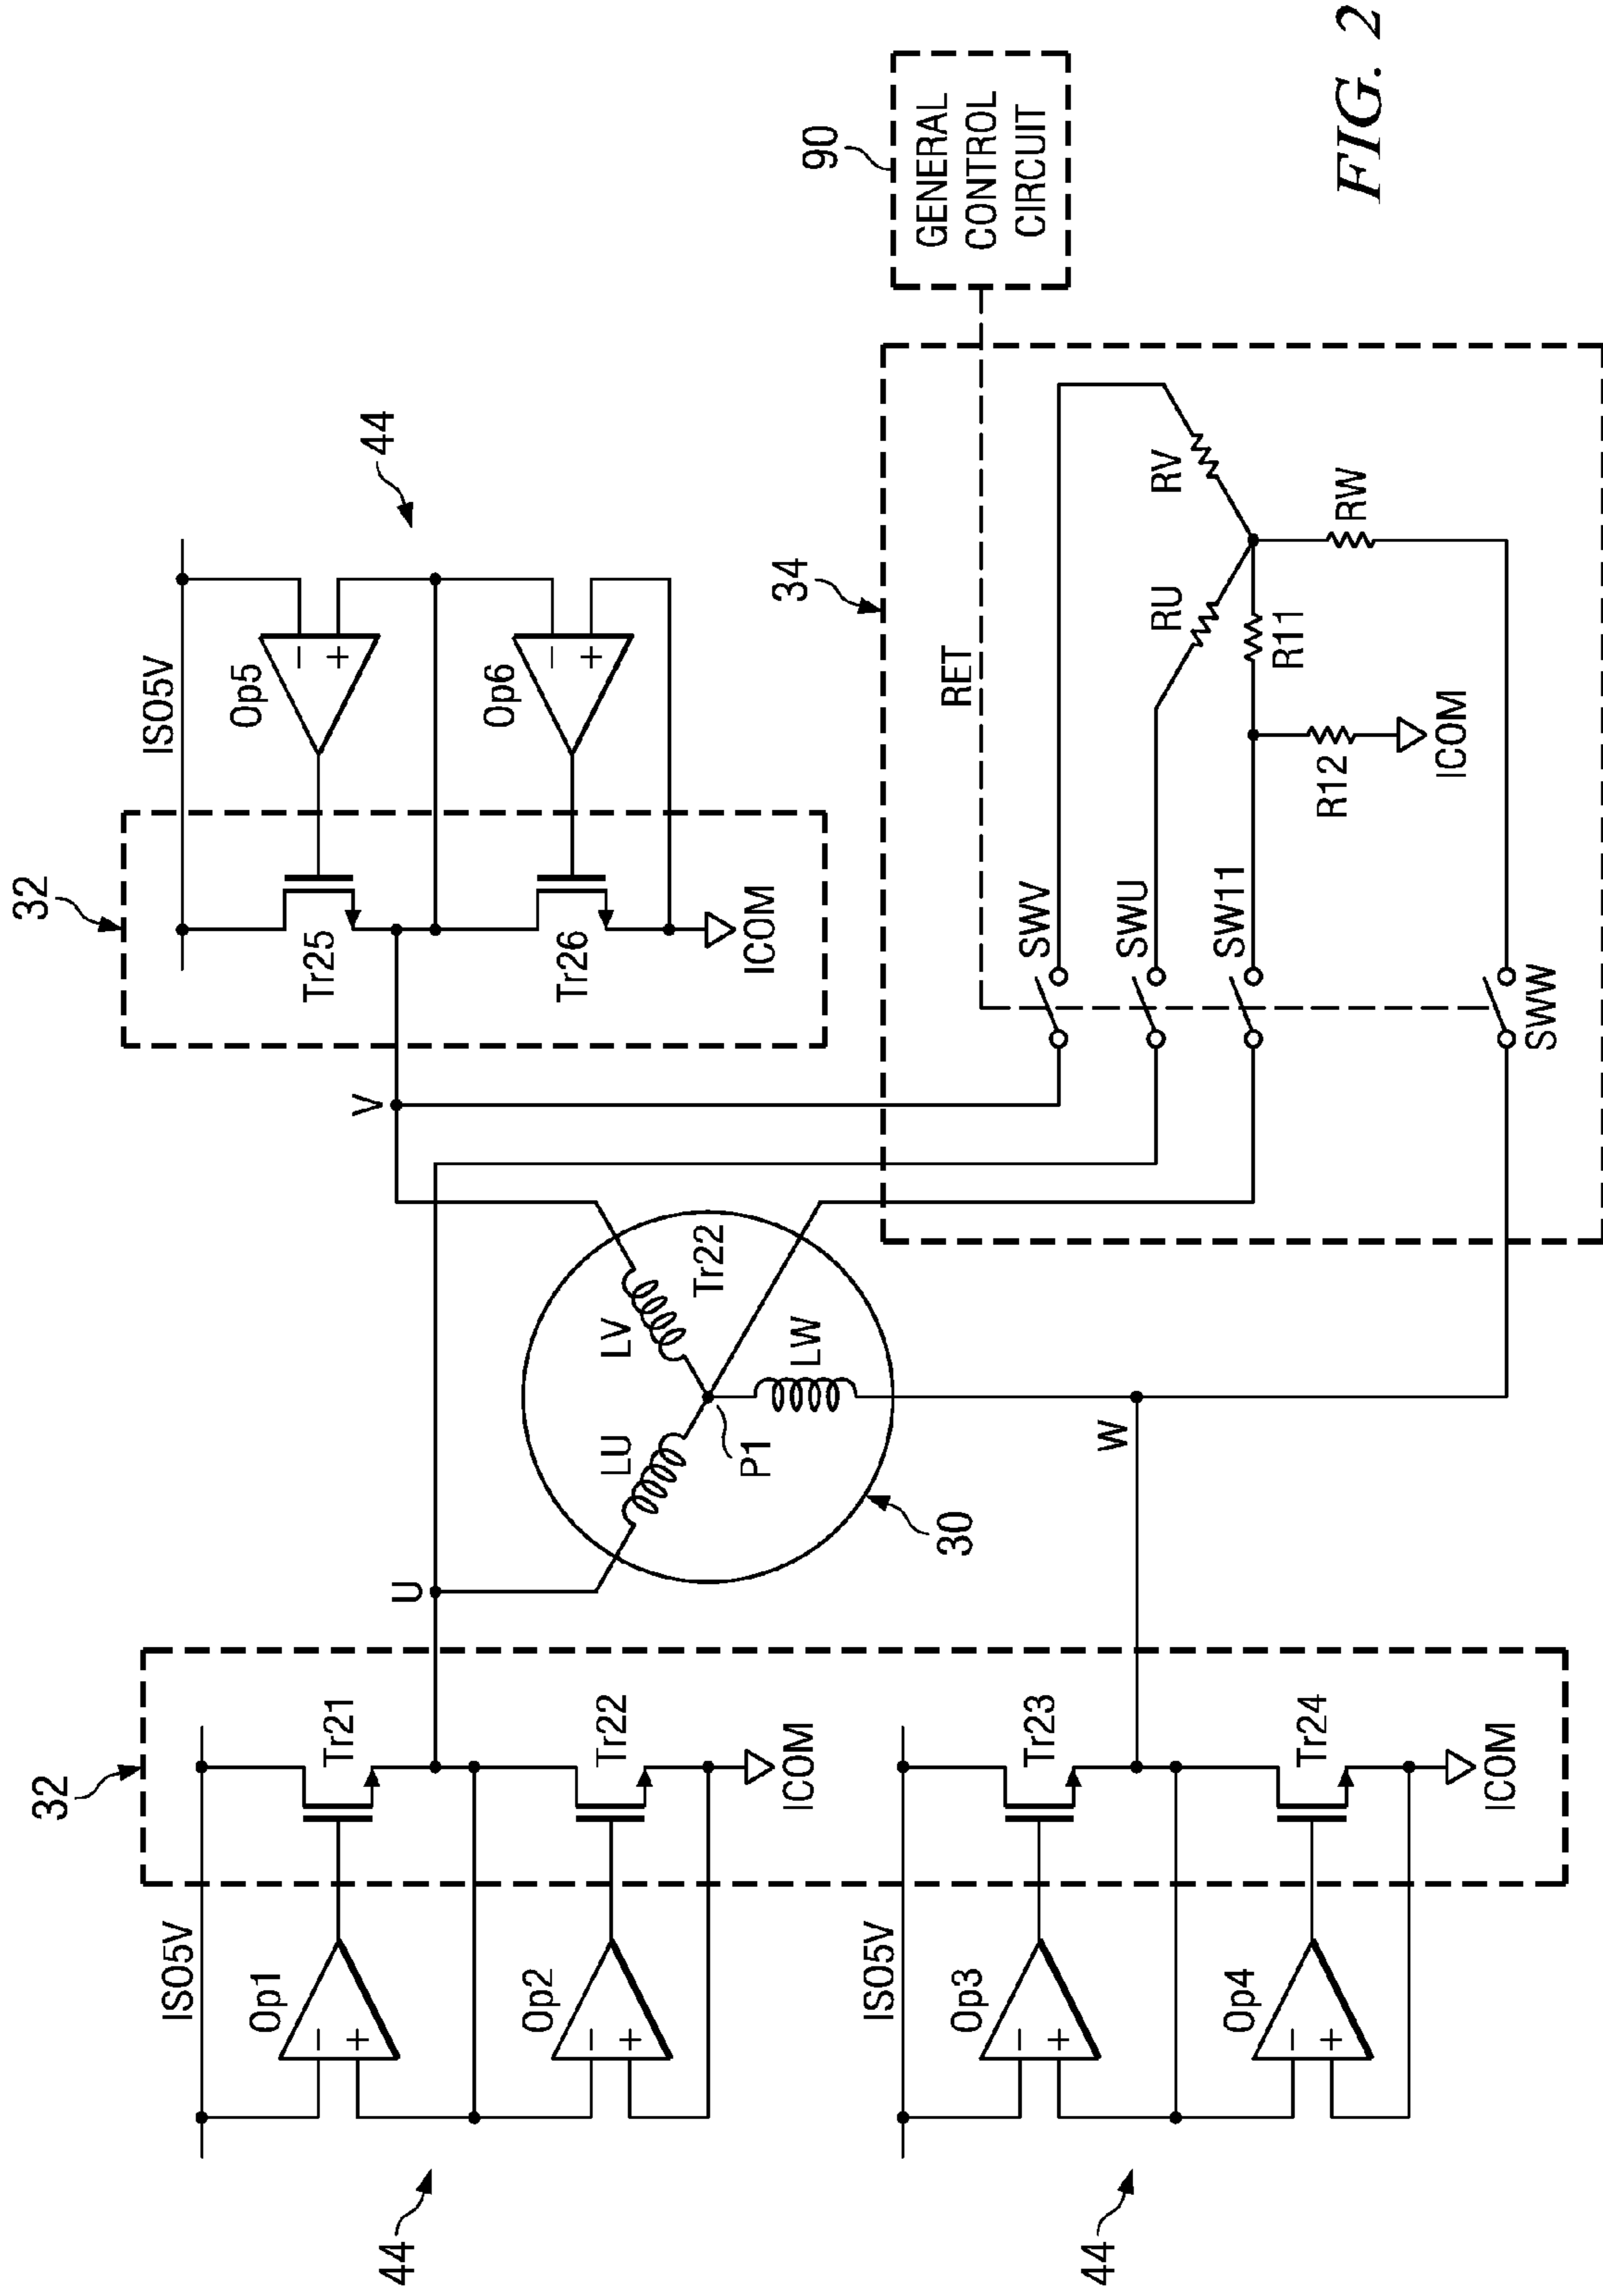 32
44
ISO5V
Op1
Tr21
Op2
Tr22
ICOM
−
+
−
+
44
ISO5V
Op3
Tr23
Op4
Tr24
ICOM
−
+
−
+
U
W
V
LU
LV
LW
P1
Tr22
30
32
44
ISO5V
Op5
Tr25
Op6
Tr26
ICOM
−
+
−
+
34
RET
SWV
SWU
SW11
SWW
RV
RU
RW
R11
R12
ICOM
90
GENERAL
CONTROL
CIRCUIT
FIG. 2